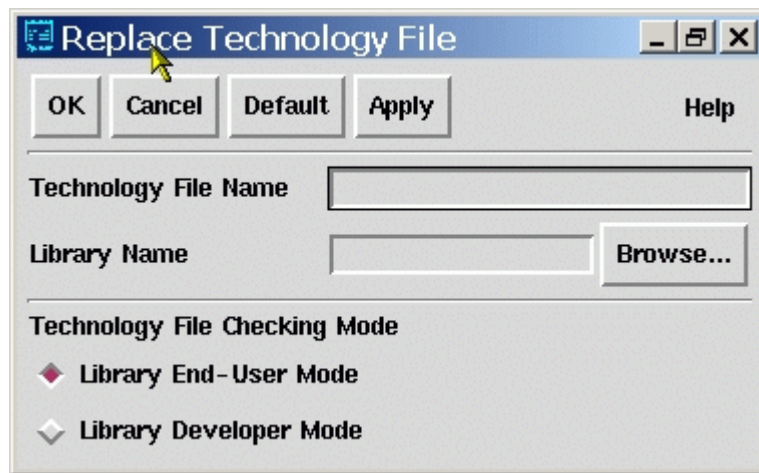 Replace Technology File
OK Cancel Default Apply Help
Technology File Name
Library Name Browse...
Technology File Checking Mode
Library End-User Mode
Library Developer Mode